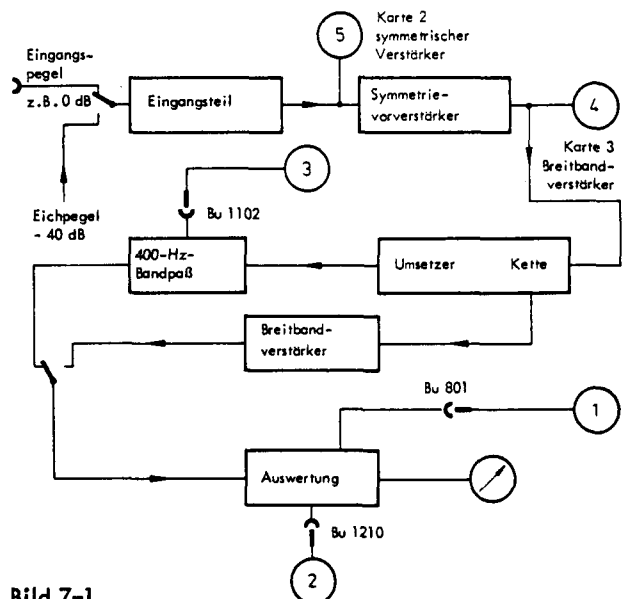 Karte 2
symmetrischer
Verstärker
5
Eingangs-
pegel
z.B. 0 dB
Eingangsteil
Symmetrie-
vorverstärker
4
Karte 3
Breitband-
verstärker
3
Bu 1102
Eichpegel
- 40 dB
400-Hz-
Bandpaß
Umsetzer
Kette
Breitband-
verstärker
Bu 801
1
Auswertung
Bu 1210
2
Bild 7-1